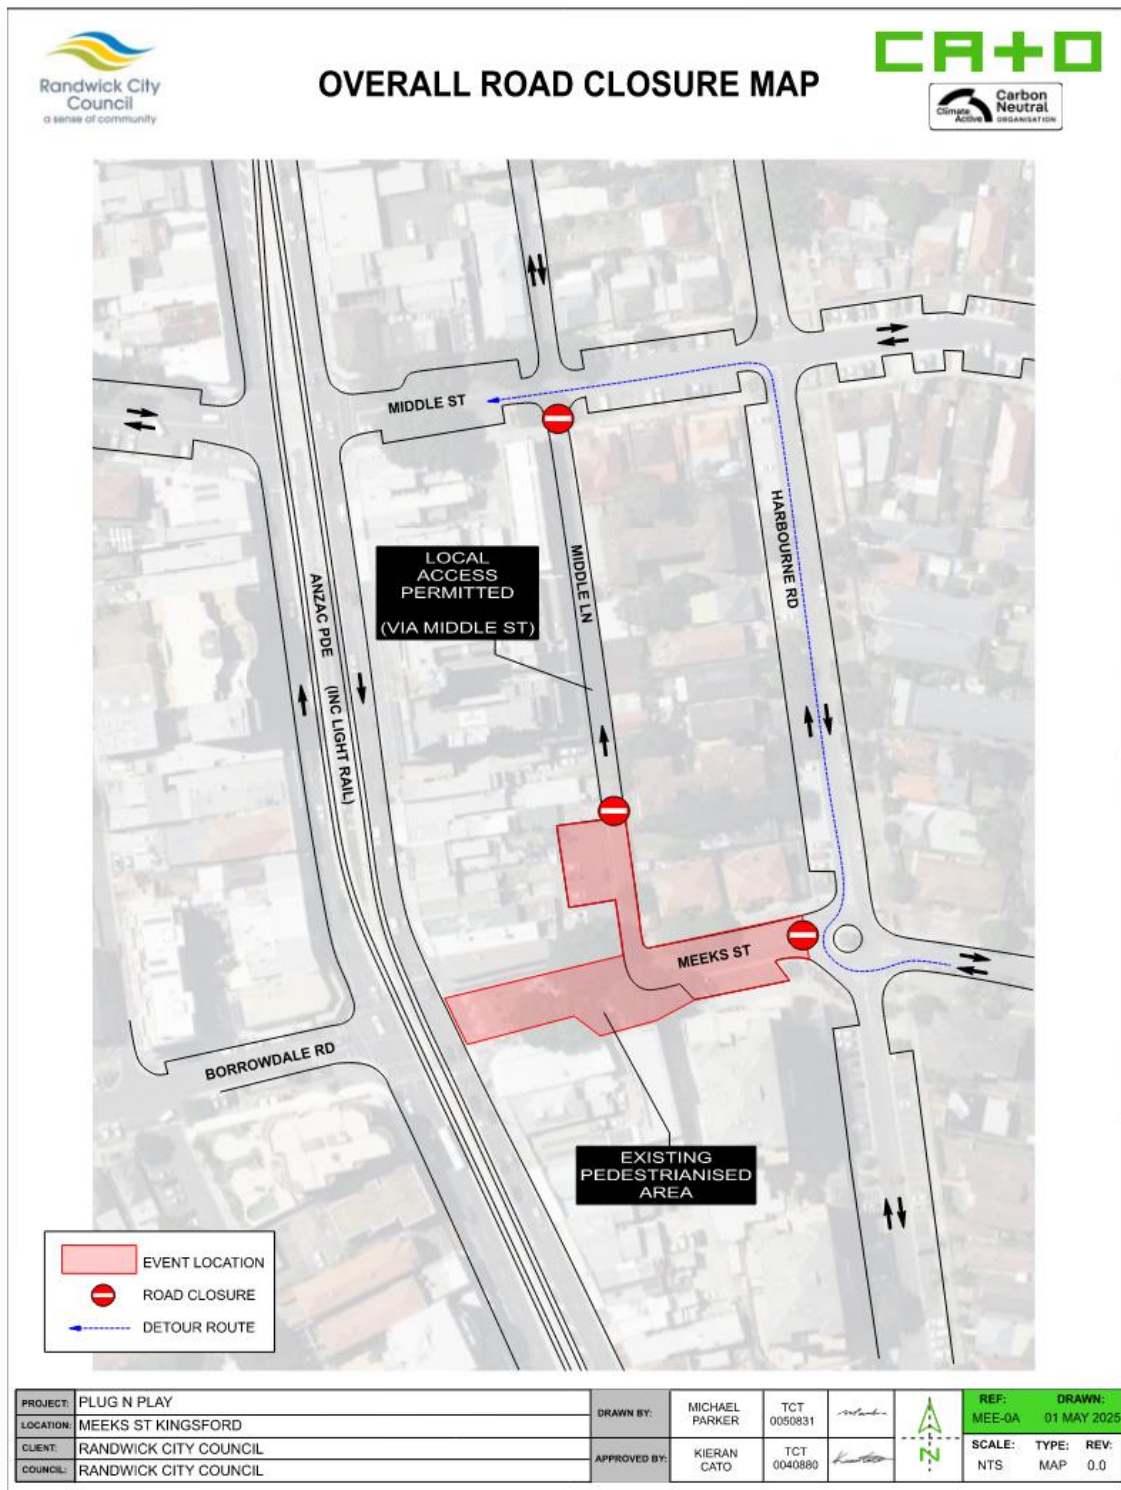 Randwick City
Council
a sense of community
OVERALL ROAD CLOSURE MAP
CATO
Climate
Active
Carbon
Neutral
ORGANISATION
MIDDLE ST
HARBOURNE RD
LOCAL
ACCESS
PERMITTED
(VIA MIDDLE ST)
MIDDLE LN
ANZAC PDE (INC LIGHT RAIL)
MEEKS ST
BORROWDALE RD
EXISTING
PEDESTRIANISED
AREA
EVENT LOCATION
ROAD CLOSURE
DETOUR ROUTE
PROJECT: PLUG N PLAY
LOCATION: MEEKS ST KINGSFORD
CLIENT: RANDWICK CITY COUNCIL
COUNCIL: RANDWICK CITY COUNCIL
DRAWN BY: MICHAEL PARKER TCT 0050831
APPROVED BY: KIERAN CATO TCT 0040880
N
REF: DRAWN:
MEE-0A 01 MAY 2025
SCALE: TYPE: REV:
NTS MAP 0.0